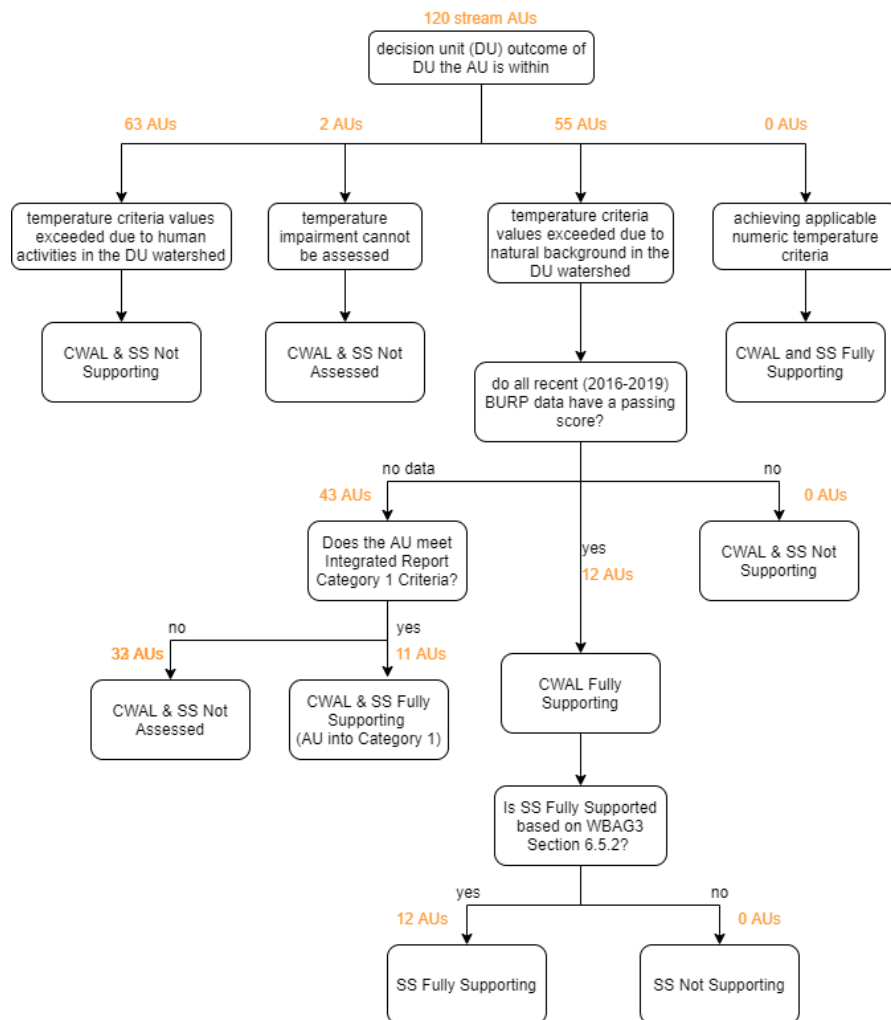 120 stream AUs
decision unit (DU) outcome of
DU the AU is within
63 AUs
2 AUs
55 AUs
0 AUs
temperature criteria values
exceeded due to human
activities in the DU watershed
temperature
impairment cannot
be assessed
temperature criteria
values exceeded due to
natural background in the
DU watershed
achieving applicable
numeric temperature
criteria
CWAL & SS Not
Supporting
CWAL & SS Not
Assessed
CWAL and SS Fully
Supporting
do all recent (2016-2019)
BURP data have a passing
score?
no data
no
43 AUs
0 AUs
Does the AU meet
Integrated Report
Category 1 Criteria?
yes
12 AUs
CWAL & SS Not
Supporting
no
yes
AUs
11 AUs
CWAL & SS Not
Assessed
CWAL & SS Fully
Supporting
(AU into Category 1)
CWAL Fully
Supporting
Is SS Fully Supported
based on WBAG3
Section 6.5.2?
yes
no
12 AUs
0 AUs
SS Fully Supporting
SS Not Supporting